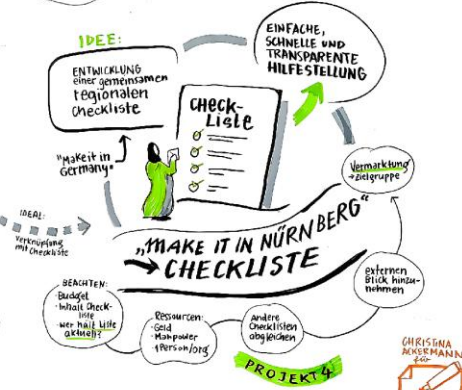 IDEE:
ENTWICKLUNG
einer gemeinsamen
regionalen
Checkliste
"Make it in
Germany"
CHECK-
LISTE
EINFACHE,
SCHNELLE UND
TRANSPARENTE
HILFESTELLUNG
Vermarktung
→ Zielgruppe
IDEAL:
Verknüpfung
mit Checkliste
„MAKE IT IN NÜRNBERG“
→ CHECKLISTE
BEACHTEN:
·Budget
·Inhalt Check-
liste
·wer hält Liste
aktuell?
Ressourcen:
·Geld
·Manpower
1Person/org
Andere
Checklisten
abgleichen
externen
Blick hinzu-
nehmen
PROJEKT 4
CHRISTINA
ACKERMANN
für